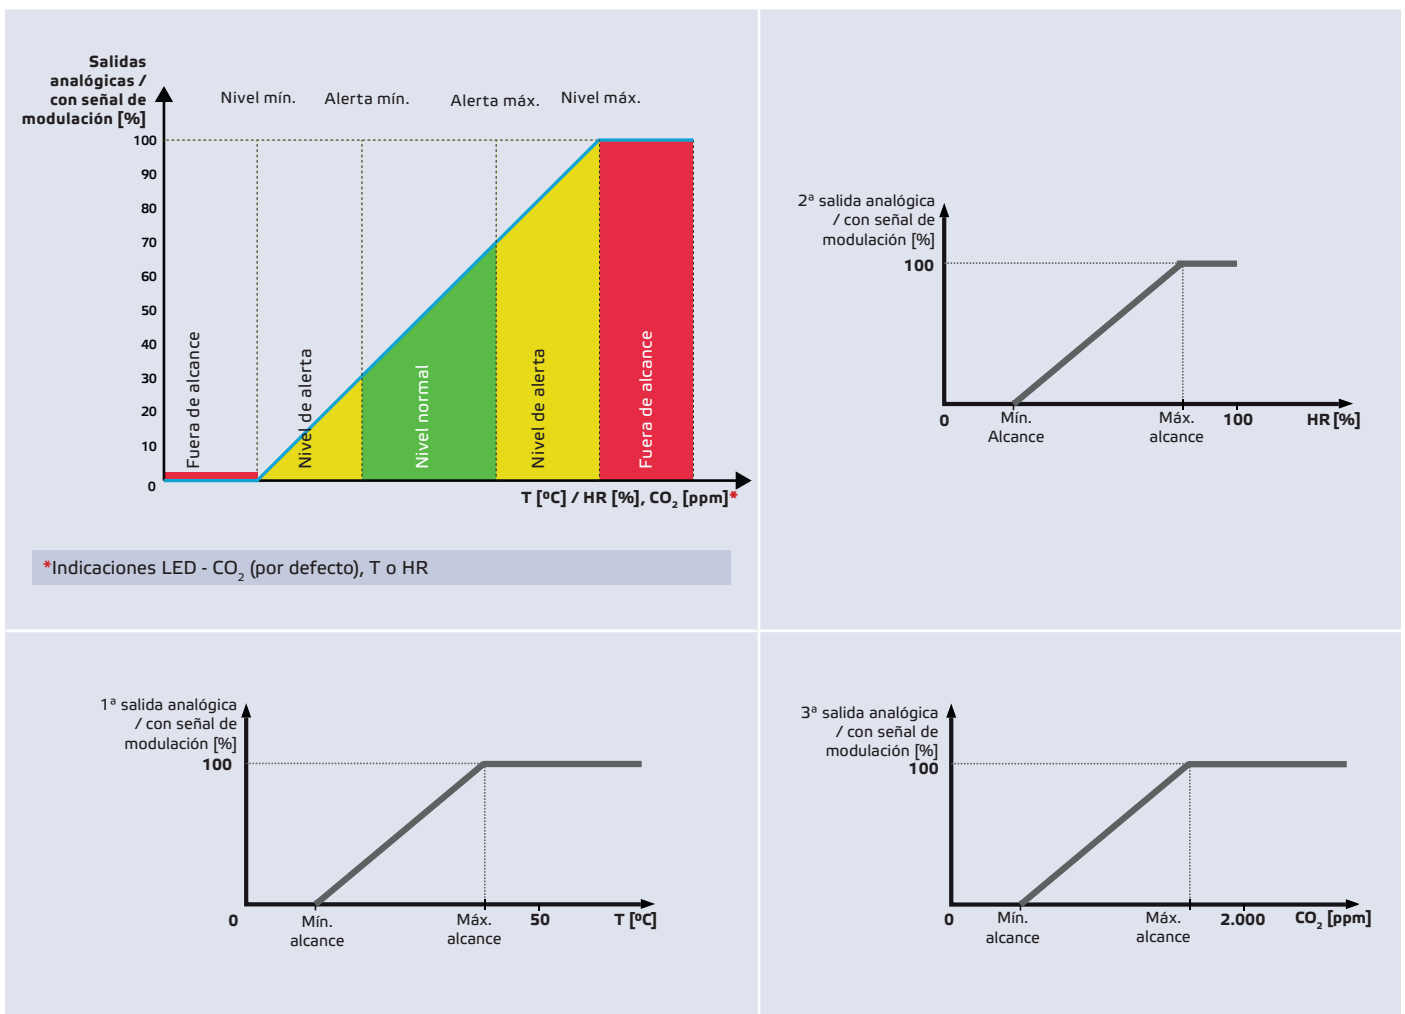 Salidas
analógicas /
con señal de
modulación [%]
Nivel mín.
Alerta mín.
Alerta máx.
Nivel máx.
100
90
80
70
60
50
40
30
20
10
0
Fuera de alcance
Nivel de alerta
Nivel normal
Nivel de alerta
Fuera de alcance
T [ºC] / HR [%], CO₂ [ppm]*
*Indicaciones LED - CO₂ (por defecto), T o HR
2ª salida analógica
/ con señal de
modulación [%]
100
0
Mín.
Alcance
Máx.
alcance
100
HR [%]
1ª salida analógica
/ con señal de
modulación [%]
100
0
Mín.
alcance
Máx.
alcance
50
T [ºC]
3ª salida analógica
/ con señal de
modulación [%]
100
0
Mín.
alcance
Máx.
alcance
2.000
CO₂ [ppm]